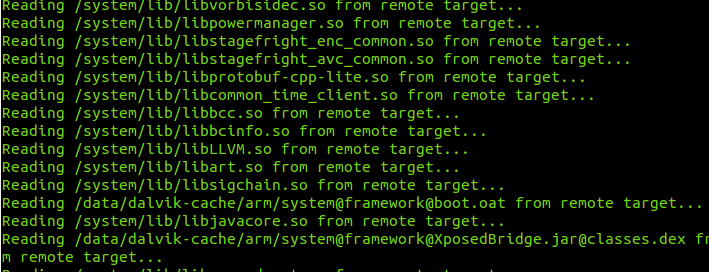 Reading /system/lib/libvorbisidec.so from remote target...
Reading /system/lib/libpowermanager.so from remote target...
Reading /system/lib/libstagefright_enc_common.so from remote target...
Reading /system/lib/libstagefright_avc_common.so from remote target...
Reading /system/lib/libprotobuf-cpp-lite.so from remote target...
Reading /system/lib/libcommon_time_client.so from remote target...
Reading /system/lib/libbcc.so from remote target...
Reading /system/lib/libbcinfo.so from remote target...
Reading /system/lib/libLLVM.so from remote target...
Reading /system/lib/libart.so from remote target...
Reading /system/lib/libsigchain.so from remote target...
Reading /data/dalvik-cache/arm/system@framework@boot.oat from remote target...
Reading /system/lib/libjavacore.so from remote target...
Reading /data/dalvik-cache/arm/system@framework@XposedBridge.jar@classes.dex fr
m remote target...